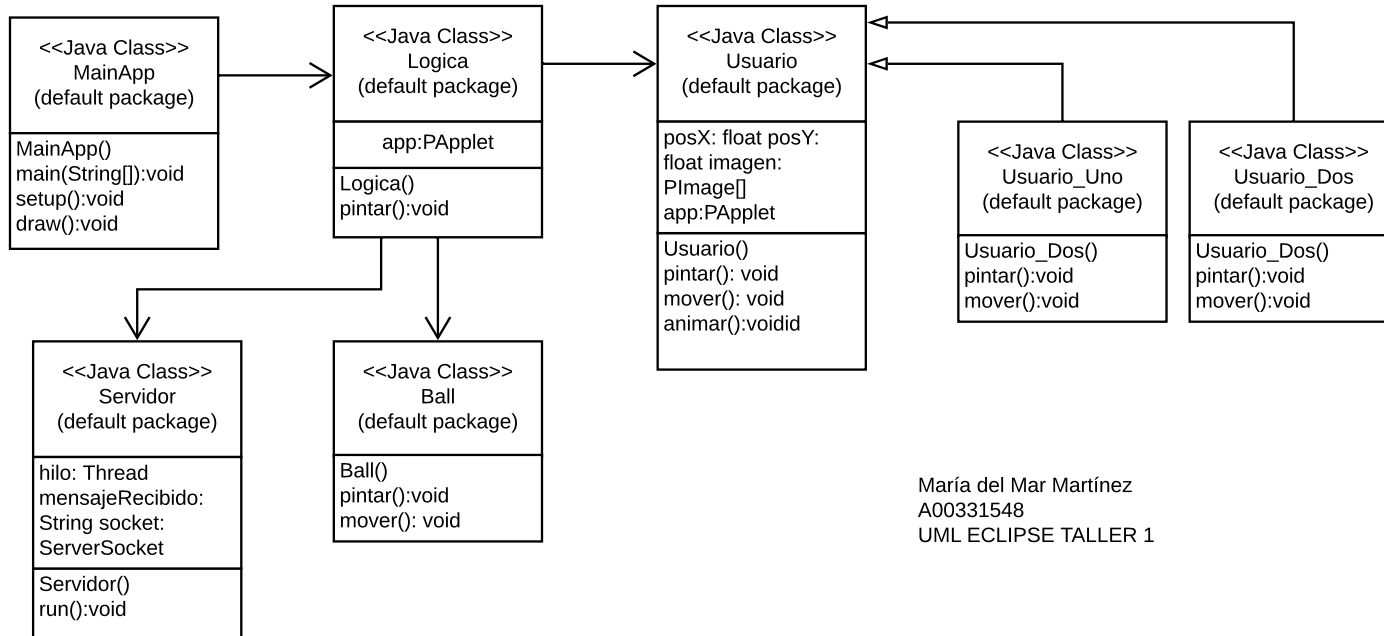 <<Java Class>>
MainApp
(default package)
MainApp()
main(String[]):void
setup():void
draw():void
<<Java Class>>
Logica
(default package)
app:PApplet
Logica()
pintar():void
<<Java Class>>
Usuario
(default package)
posX: float posY:
float imagen:
PImage[]
app:PApplet
Usuario()
pintar(): void
mover(): void
animar():voidid
<<Java Class>>
Usuario_Uno
(default package)
Usuario_Dos()
pintar():void
mover():void
<<Java Class>>
Usuario_Dos
(default package)
Usuario_Dos()
pintar():void
mover():void
<<Java Class>>
Servidor
(default package)
hilo: Thread
mensajeRecibido:
String socket:
ServerSocket
Servidor()
run():void
<<Java Class>>
Ball
(default package)
Ball()
pintar():void
mover(): void
María del Mar Martínez
A00331548
UML ECLIPSE TALLER 1